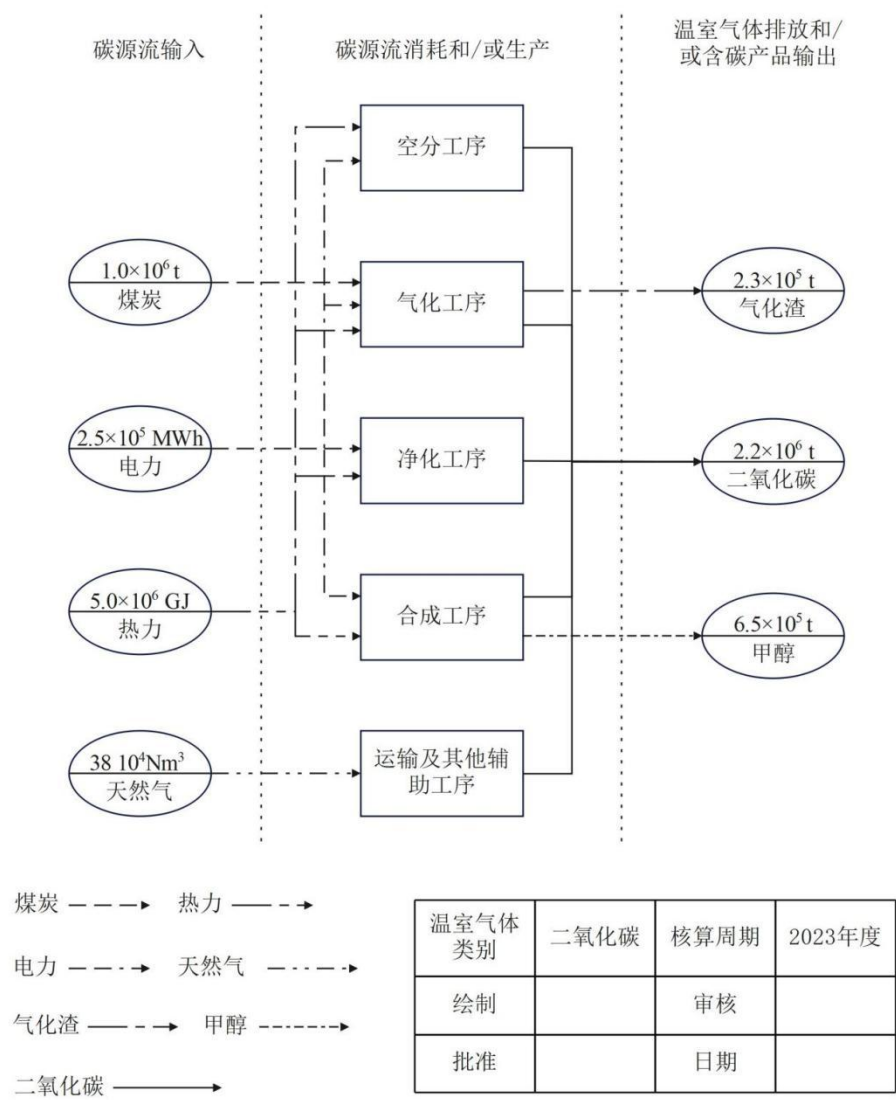 碳源流输入
碳源流消耗和/或生产
温室气体排放和/
或含碳产品输出
空分工序
1.0×10⁶ t
煤炭
气化工序
2.3×10⁵ t
气化渣
2.5×10⁵ MWh
电力
净化工序
2.2×10⁶ t
二氧化碳
5.0×10⁶ GJ
热力
合成工序
6.5×10⁵ t
甲醇
38 10⁴Nm³
天然气
运输及其他辅
助工序
煤炭
热力
电力
天然气
气化渣
甲醇
二氧化碳
温室气体
类别
二氧化碳
核算周期
2023年度
绘制
审核
批准
日期